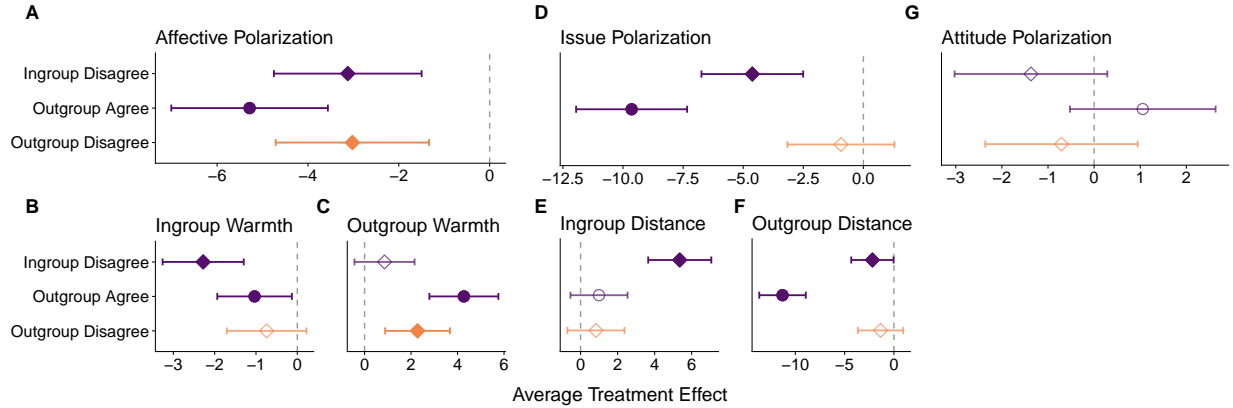 A
Affective Polarization
Ingroup Disagree
Outgroup Agree
Outgroup Disagree
−6 −4 −2 0
D
Issue Polarization
−12.5 −10.0 −7.5 −5.0 −2.5 0.0
G
Attitude Polarization
−3 −2 −1 0 1 2
B
Ingroup Warmth
Ingroup Disagree
Outgroup Agree
Outgroup Disagree
−3 −2 −1 0
C
Outgroup Warmth
0 2 4 6
E
Ingroup Distance
0 2 4 6
F
Outgroup Distance
−10 −5 0
Average Treatment Effect